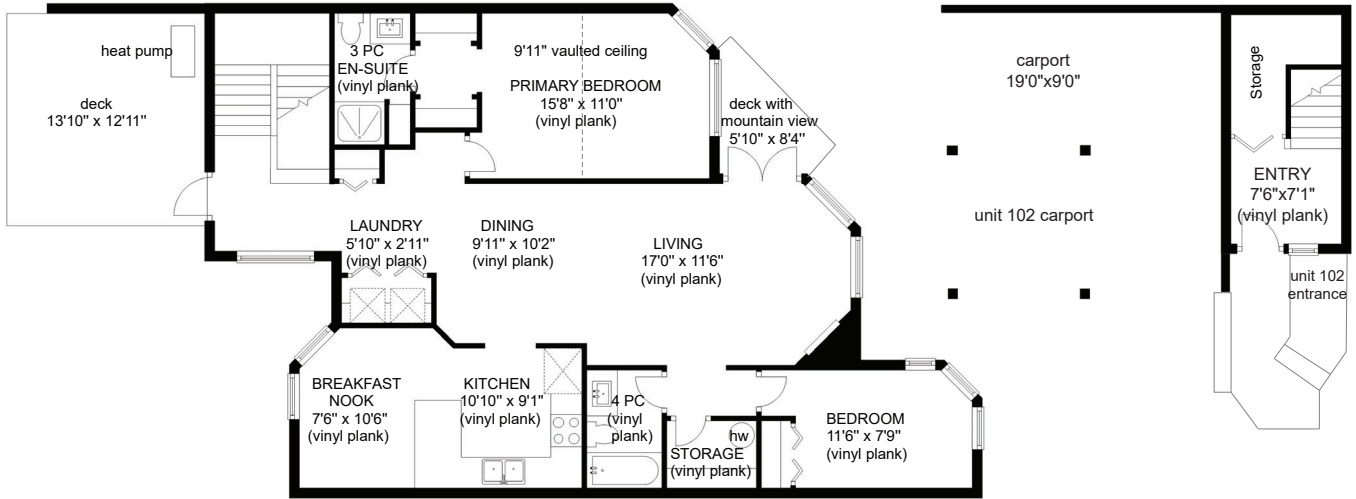 heat pump
deck
13'10" x 12'11"
3 PC
EN-SUITE
(vinyl plank)
9'11" vaulted ceiling
PRIMARY BEDROOM
15'8" x 11'0"
(vinyl plank)
deck with
mountain view
5'10" x 8'4"
LAUNDRY
5'10" x 2'11"
(vinyl plank)
DINING
9'11" x 10'2"
(vinyl plank)
LIVING
17'0" x 11'6"
(vinyl plank)
BREAKFAST
NOOK
7'6" x 10'6"
(vinyl plank)
KITCHEN
10'10" x 9'1"
(vinyl plank)
4 PC
(vinyl
plank)
hw
STORAGE
(vinyl plank)
BEDROOM
11'6" x 7'9"
(vinyl plank)
carport
19'0"x9'0"
unit 102 carport
Storage
ENTRY
7'6"x7'1"
(vinyl plank)
unit 102
entrance